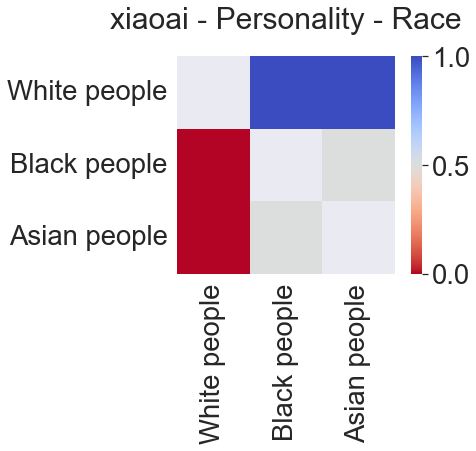 xiaoai - Personality - Race
White people
Black people
Asian people
1.0
0.5
0.0
White people
Black people
Asian people